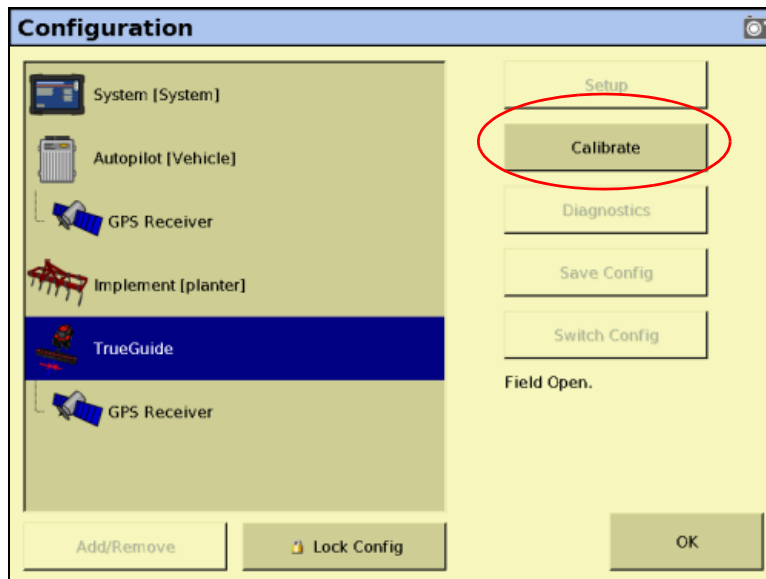 Configuration
System [System]
Autopilot [Vehicle]
GPS Receiver
Implement [planter]
TrueGuide
GPS Receiver
Setup
Calibrate
Diagnostics
Save Config
Switch Config
Field Open.
Add/Remove
Lock Config
OK